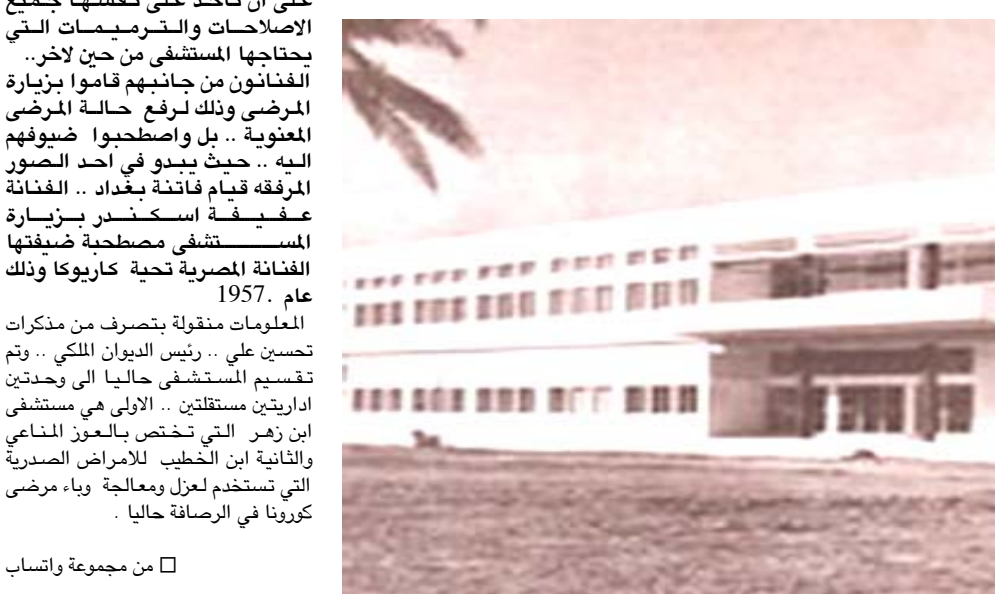 على ان تأخذ على نفسها جميع
الاصلاحات والترميمات التي
يحتاجها المستشفى من حين لاخر..
الفنانون من جانبهم قاموا بزيارة
المرضى وذلك لرفع حالة المرضى
المعنوية .. بل واصطحبوا ضيوفهم
اليه .. حيث يبدو في احد الصور
المرفقه قيام فاتنة بغداد .. الفنانة
عفيفة اسكندر بزيارة
المستشفى مصطحبة ضيفتها
الفنانة المصرية تحية كاريوكا وذلك
عام .1957
المعلومات منقولة بتصرف من مذكرات
تحسين علي .. رئيس الديوان الملكي .. وتم
تقسيم المستشفى حاليا الى وحدتين
اداريتين مستقلتين .. الاولى هي مستشفى
ابن زهر التي تختص بالعوز المناعي
والثانية ابن الخطيب للامراض الصدرية
التي تستخدم لعزل ومعالجة وباء مرضى
كورونا في الرصافة حاليا .
□ من مجموعة واتساب